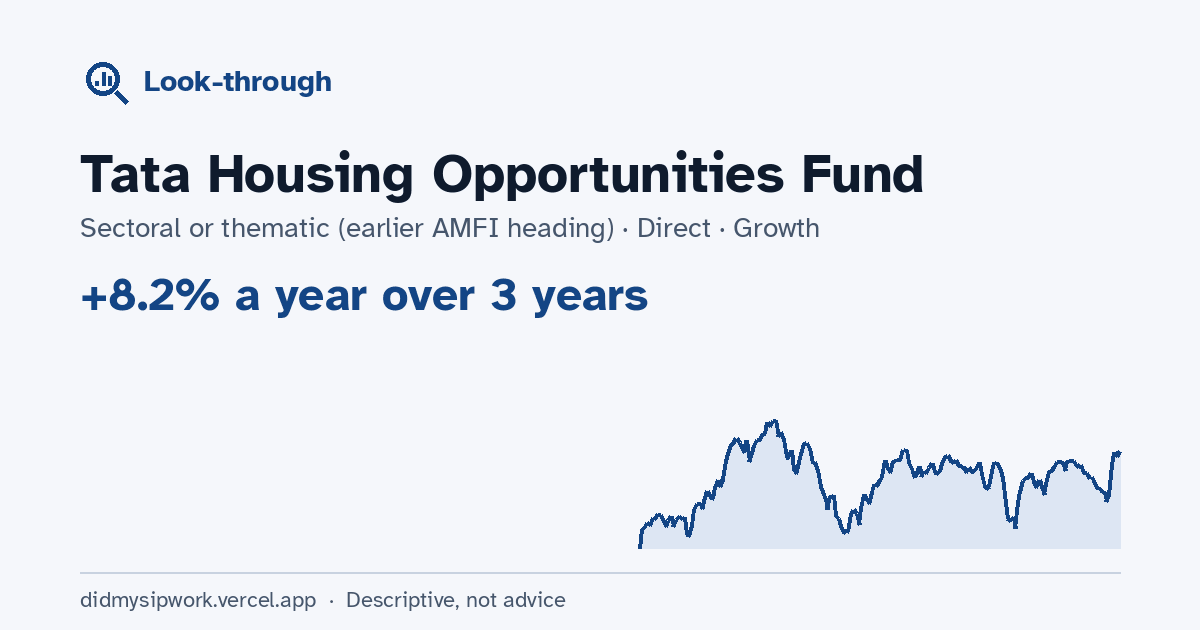 Look-through
Tata Housing Opportunities Fund
Sectoral or thematic (earlier AMFI heading) · Direct · Growth
+8.2% a year over 3 years
didmysipwork.vercel.app · Descriptive, not advice